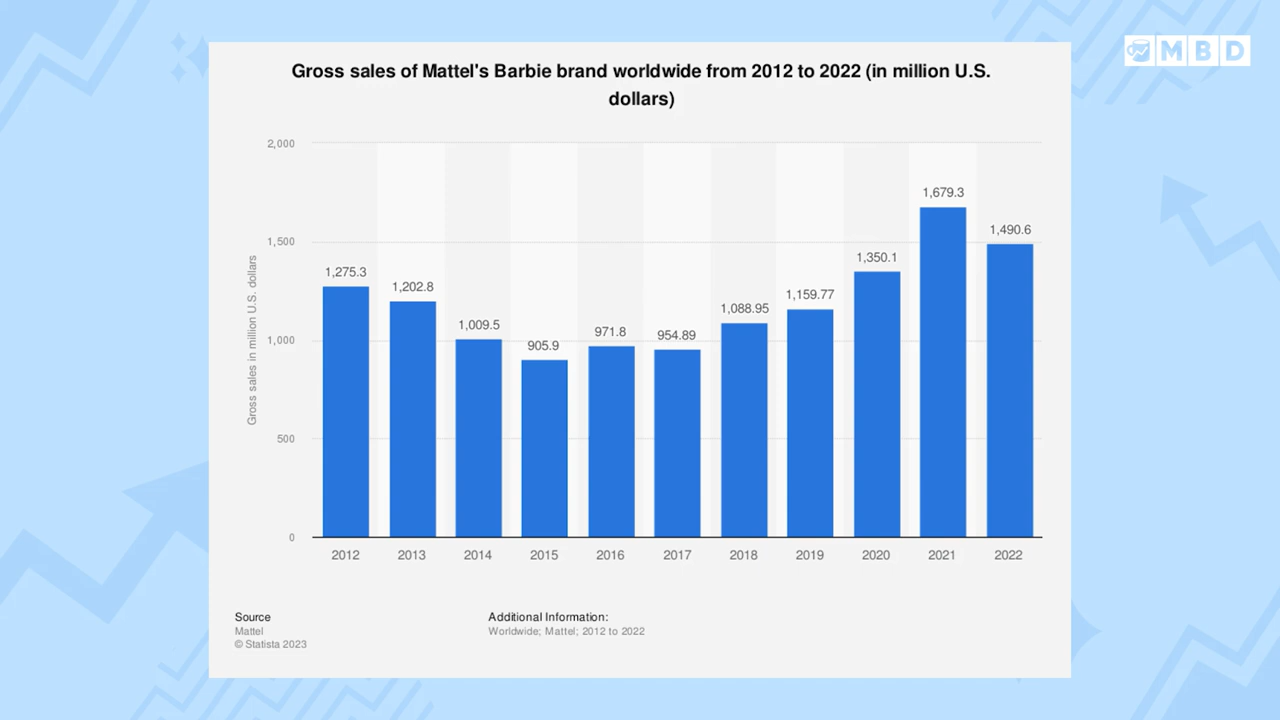 MBD
Gross sales of Mattel's Barbie brand worldwide from 2012 to 2022 (in million U.S.
dollars)
Gross sales in million U.S. dollars
2,000
1,500
1,000
500
0
1,275.3
1,202.8
1,009.5
905.9
971.8
954.89
1,088.95
1,159.77
1,350.1
1,679.3
1,490.6
2012 2013 2014 2015 2016 2017 2018 2019 2020 2021 2022
Source
Mattel
© Statista 2023
Additional Information:
Worldwide; Mattel; 2012 to 2022